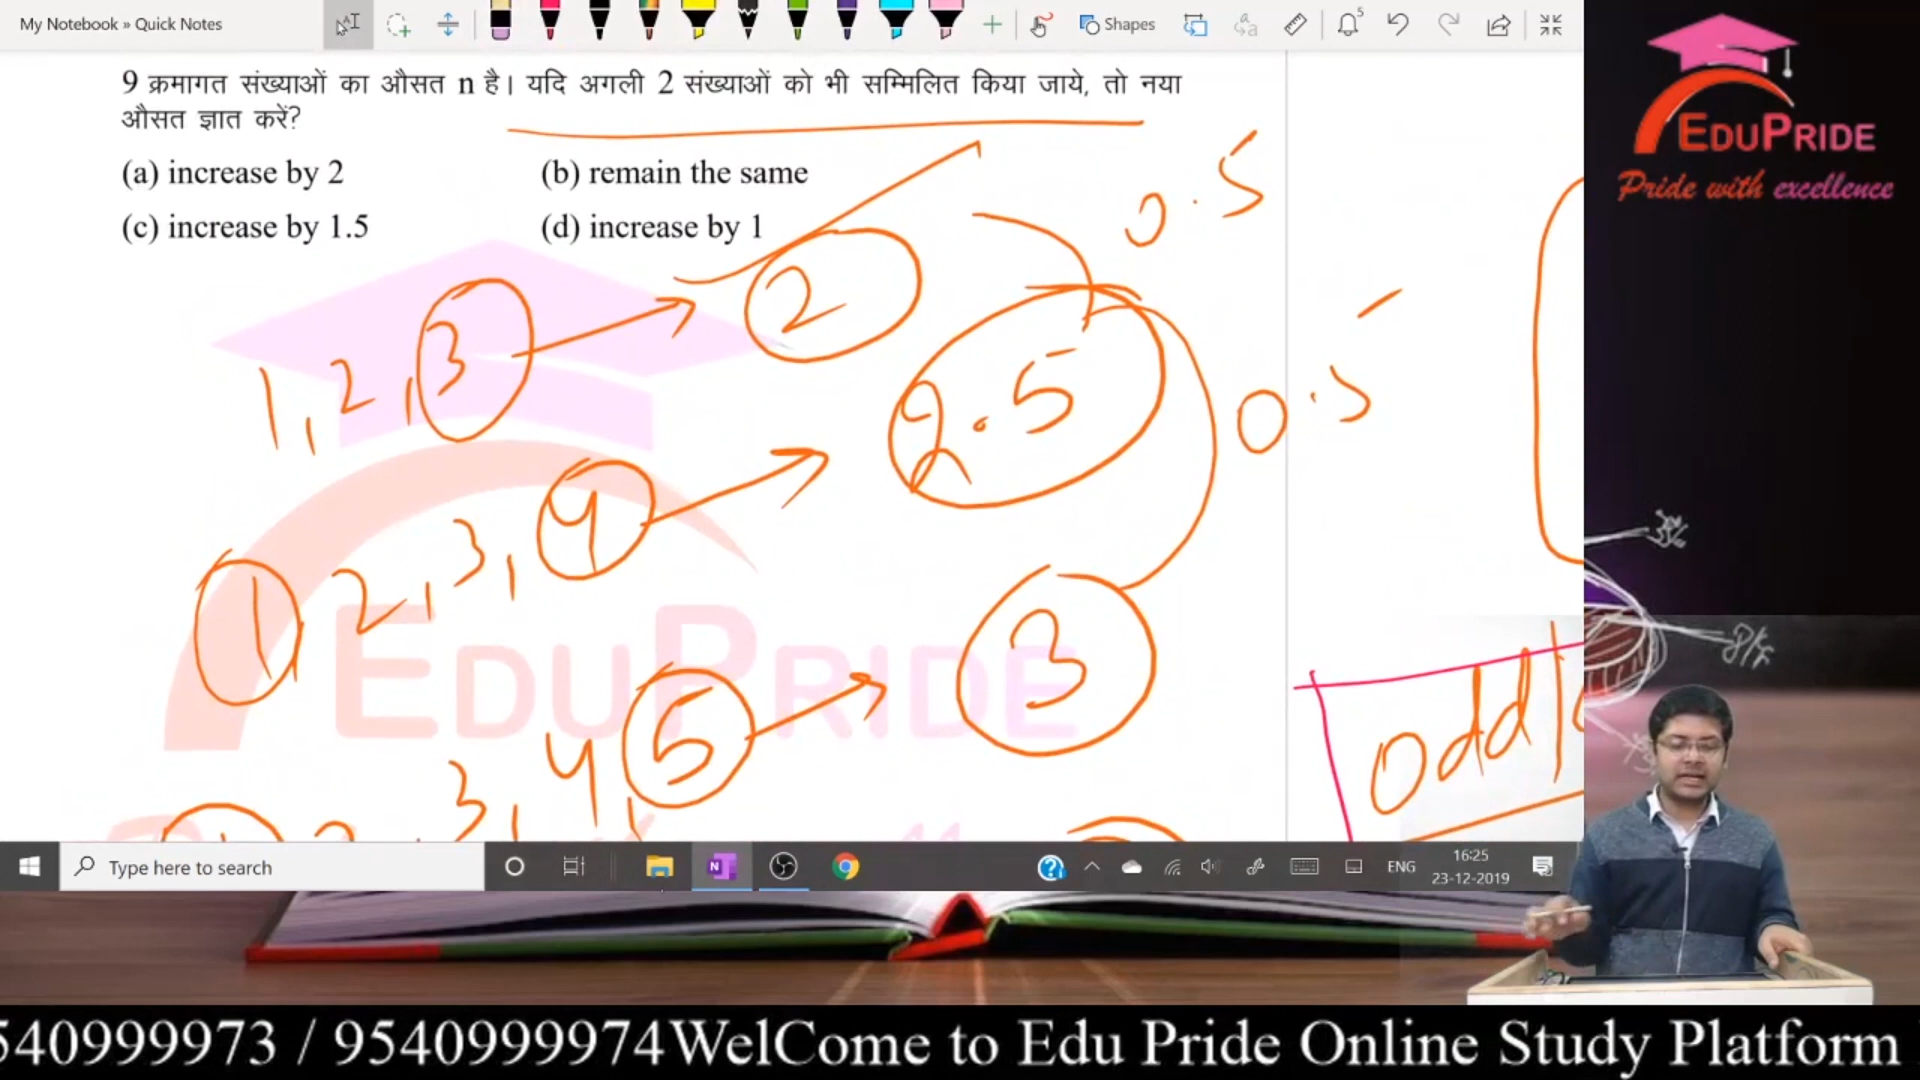 My Notebook » Quick Notes
Shapes
5
9 क्रमागत संख्याओं का औसत n है। यदि अगली 2 संख्याओं को भी सम्मिलित किया जाये, तो नया
औसत ज्ञात करें?
(a) increase by 2
(b) remain the same
(c) increase by 1.5
(d) increase by 1
0.5
1, 2, 3
2
2.5
0.5
1 2, 3, 4
3
3, 4, 5
odd
EDUPRIDE
EDUPRIDE
Pride with excellence
Type here to search
ENG
16:25
23-12-2019
540999973 / 9540999974WelCome to Edu Pride Online Study Platform